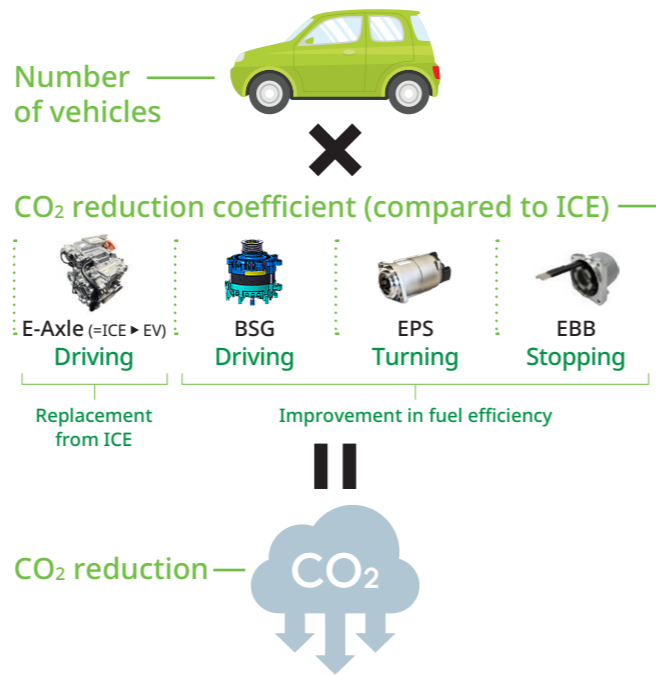 Number
of vehicles
CO₂ reduction coefficient (compared to ICE)
E-Axle (=ICE ▶ EV)
Driving
BSG
Driving
EPS
Turning
EBB
Stopping
Replacement
from ICE
Improvement in fuel efficiency
CO₂ reduction
CO₂